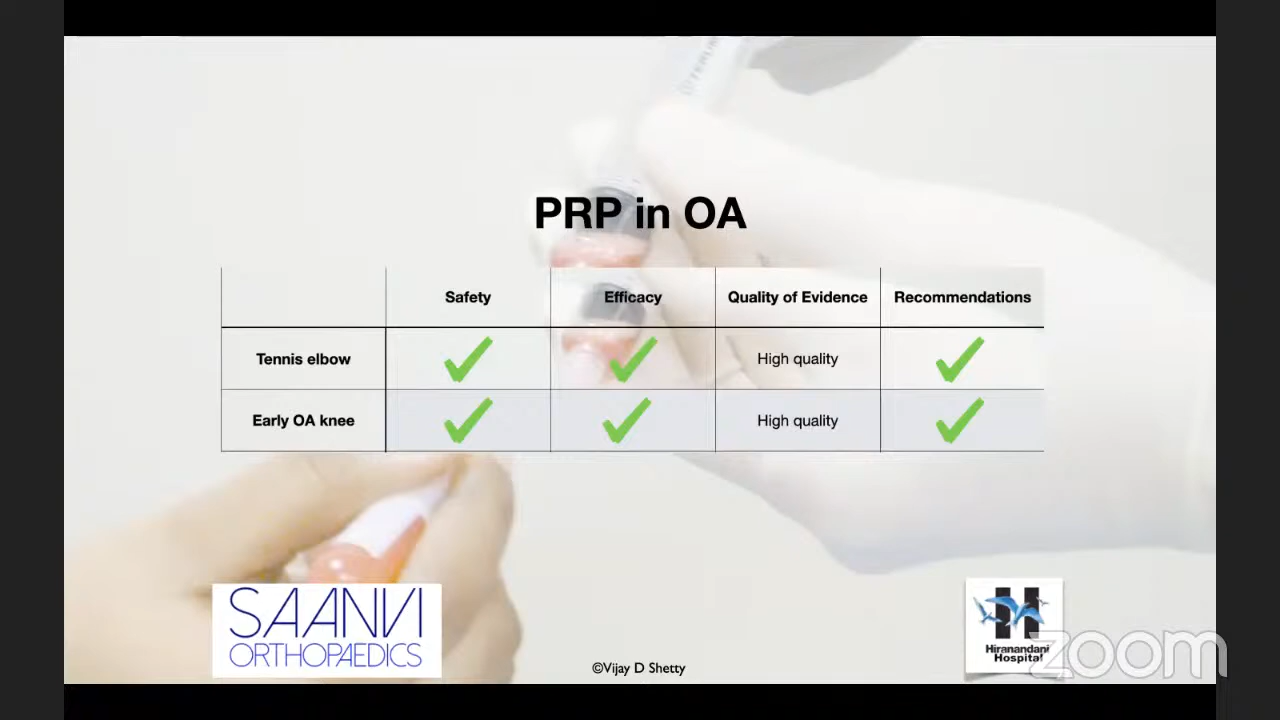 PRP in OA
Safety Efficacy Quality of Evidence Recommendations
Tennis elbow High quality
Early OA knee High quality
SAANVI
ORTHOPAEDICS
©Vijay D Shetty
H
Hiranandani
Hospital
zoom